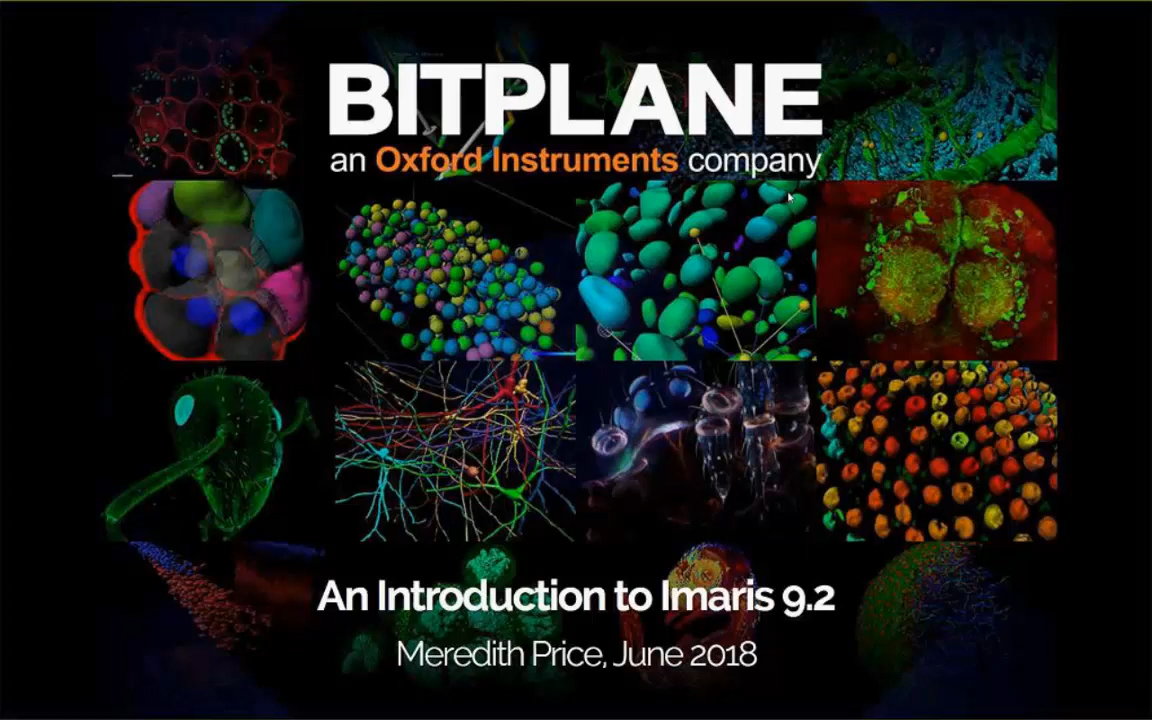 BITPLANE
an Oxford Instruments company
An Introduction to Imaris 9.2
Meredith Price, June 2018